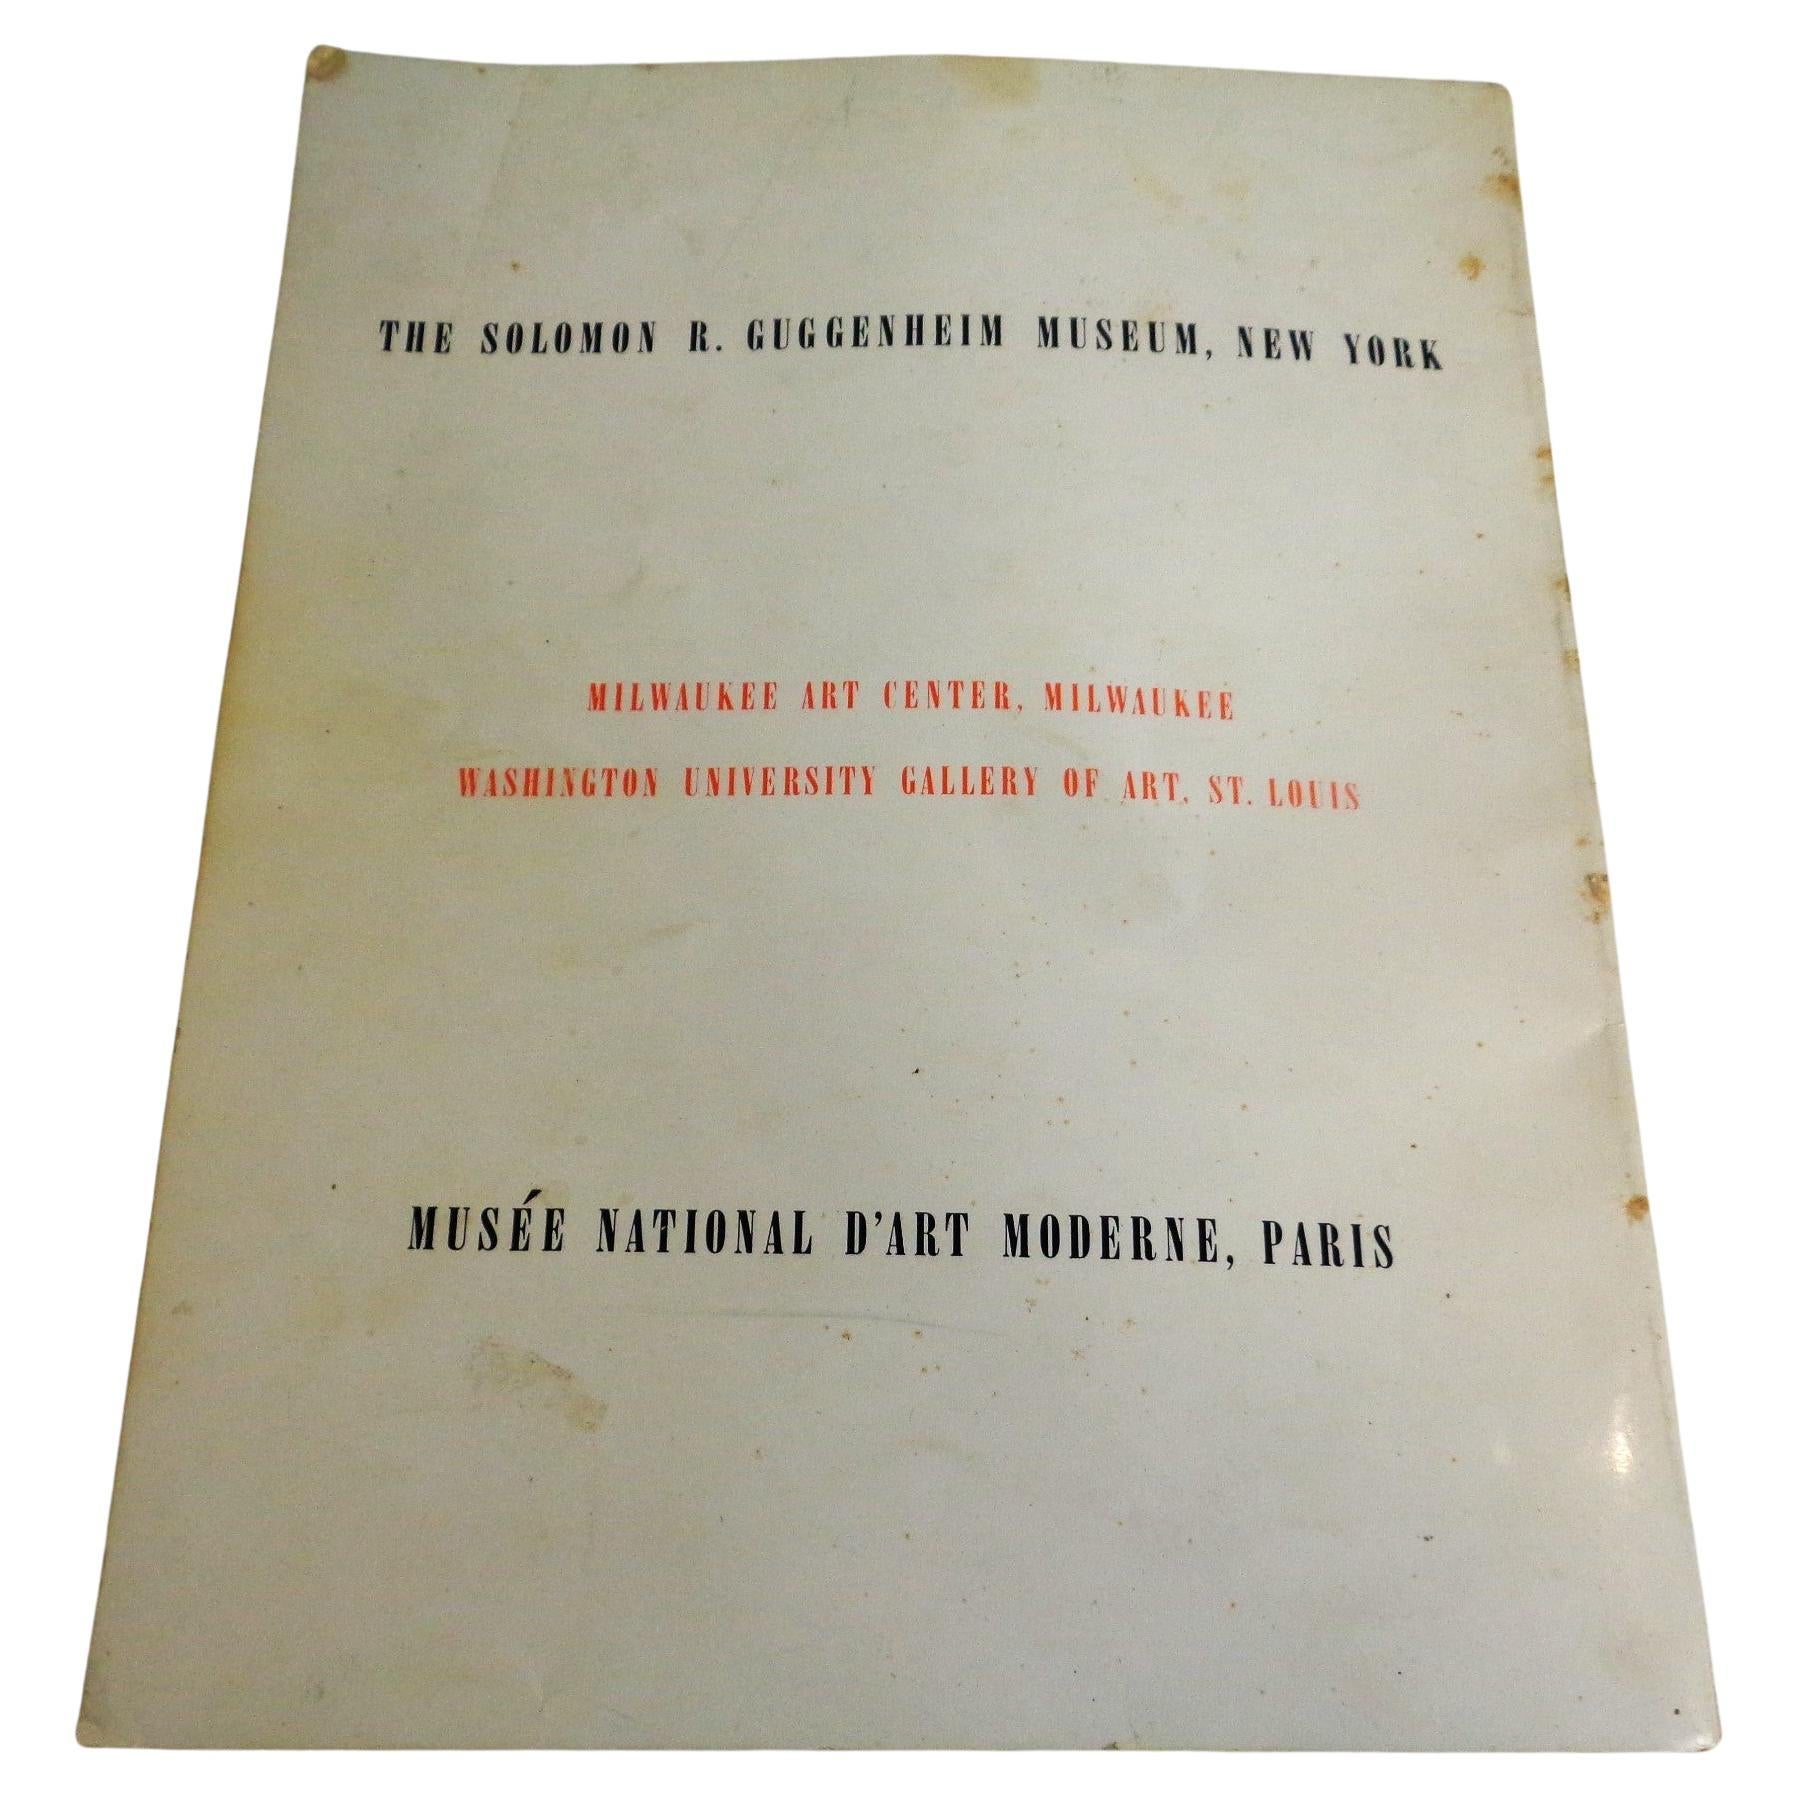 THE SOLOMON R. GUGGENHEIM MUSEUM, NEW YORK
MILWAUKEE ART CENTER, MILWAUKEE
WASHINGTON UNIVERSITY GALLERY OF ART, ST. LOUIS
MUSÉE NATIONAL D'ART MODERNE, PARIS